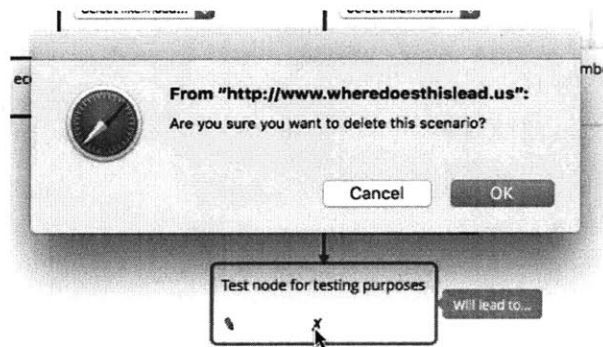 From "http://www.wheredoesthislead.us":
Are you sure you want to delete this scenario?
Cancel
OK
Test node for testing purposes
x
Will lead to...